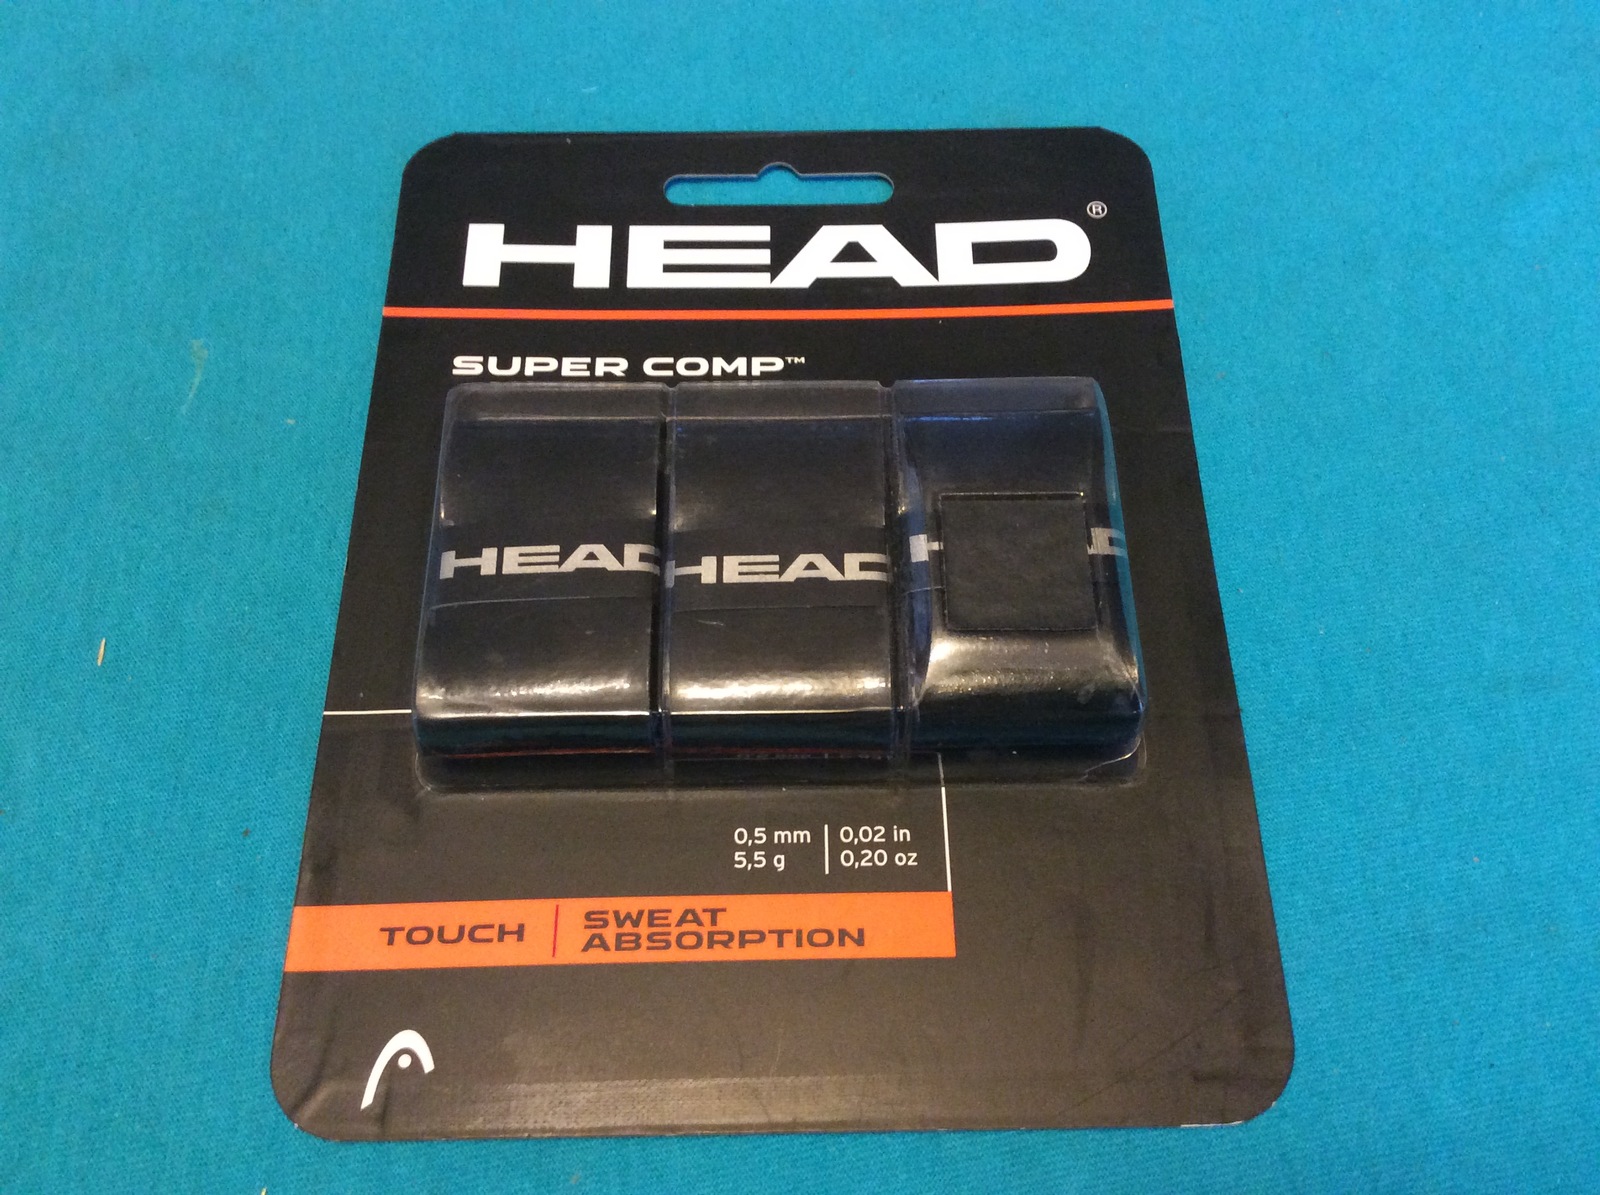 HEAD®
SUPER COMP™
HEAD
HEAD
0,5 mm | 0,02 in
5,5 g | 0,20 oz
TOUCH | SWEAT
ABSORPTION